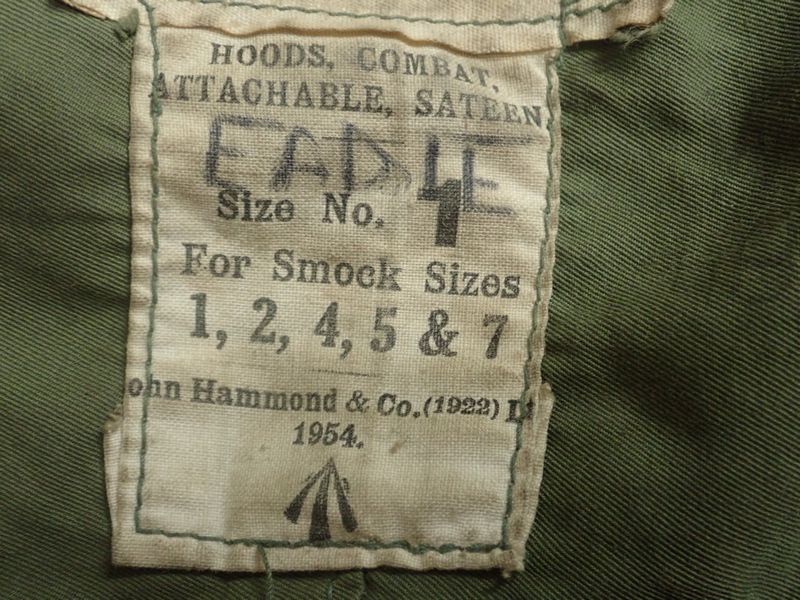 HOODS, COMBAT,
ATTACHABLE, SATEEN
EADIE
Size No. 1
For Smock Sizes
1, 2, 4, 5 & 7
ohn Hammond & Co. (1922) L
1954.